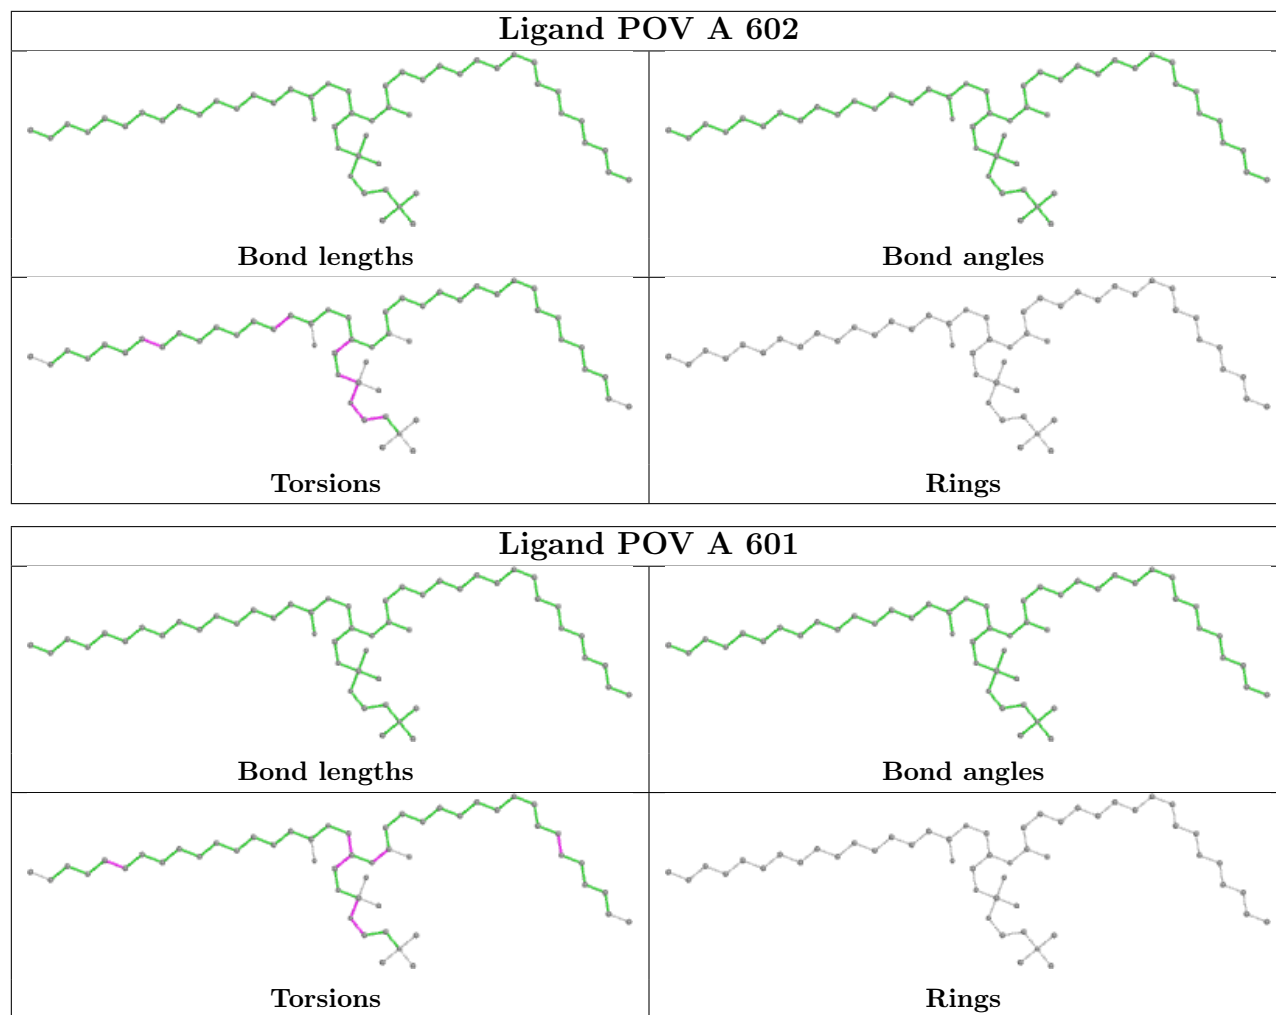 Ligand POV A 602
Bond lengths
Bond angles
Torsions
Rings
Ligand POV A 601
Bond lengths
Bond angles
Torsions
Rings